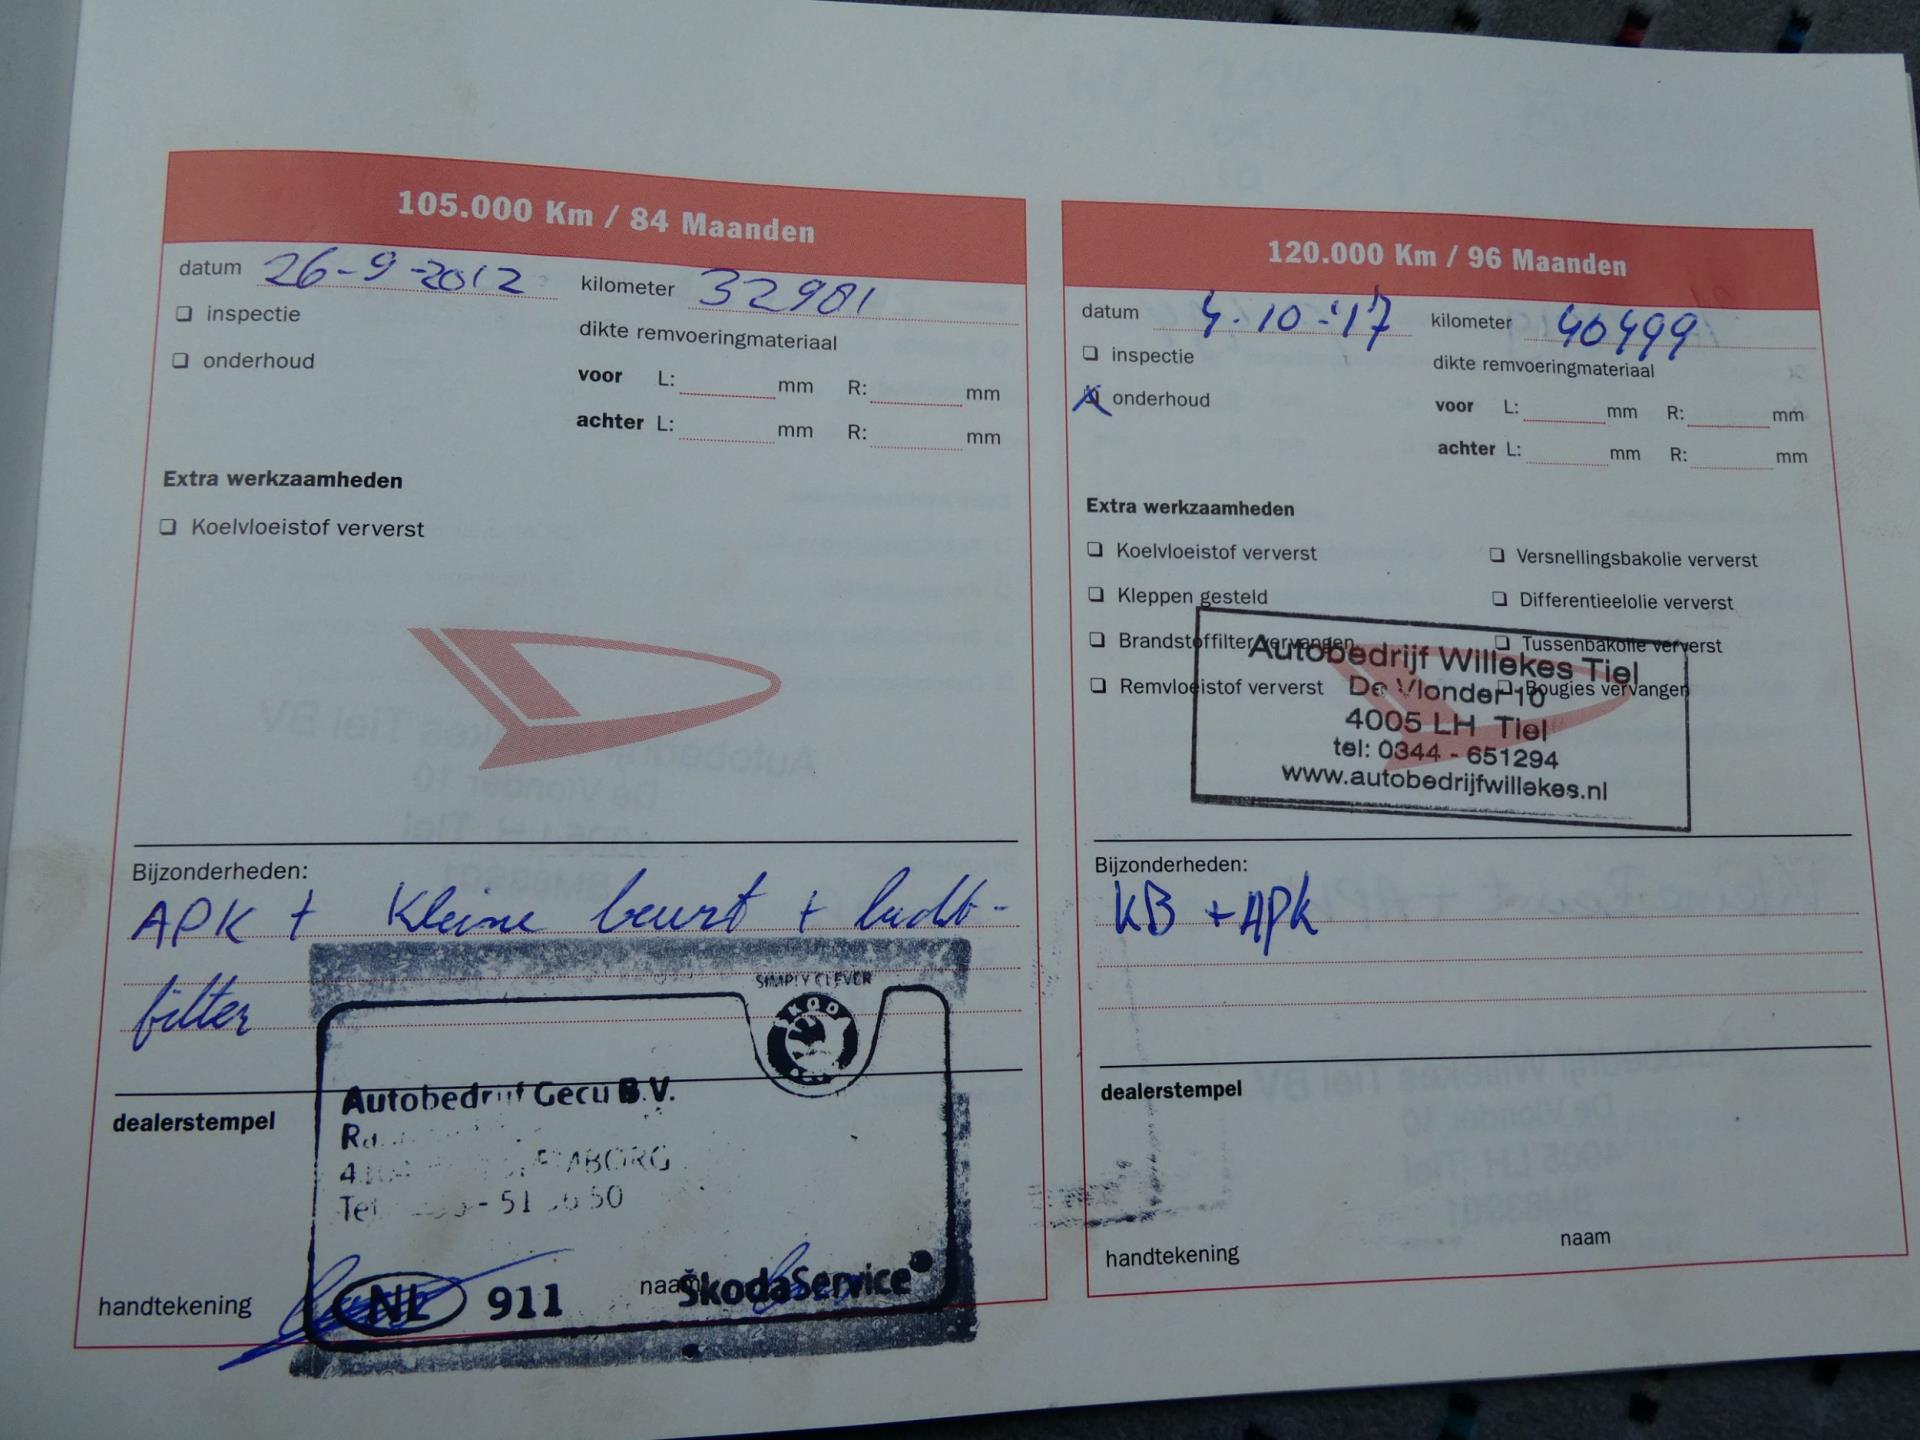 105.000 Km / 84 Maanden
datum 26-9-2012 kilometer 32981
❏ inspectie
❏ onderhoud
dikte remvoeringmateriaal
voor L: mm R: mm
achter L: mm R: mm
Extra werkzaamheden
❏ Koelvloeistof ververst
Bijzonderheden:
APK + Kleine beurt + lucht-
filter
SIMPLY CLEVER
SKODA
Autobedrijf Gecu B.V.
Tel
dealerstempel
handtekening
naam
NL 911 ŠkodaService
120.000 Km / 96 Maanden
datum 4-10-'17 kilometer 40499
❏ inspectie
X onderhoud
dikte remvoeringmateriaal
voor L: mm R: mm
achter L: mm R: mm
Extra werkzaamheden
❏ Koelvloeistof ververst ❏ Versnellingsbakolie ververst
❏ Kleppen gesteld ❏ Differentieelolie ververst
❏ Brandstoffilter vervangen ❏ Tussenbakolie ververst
❏ Remvloeistof ververst ❏ Bougies vervangen
Autobedrijf Willekes Tiel
De Vlonder 10
4005 LH Tiel
tel: 0344 - 651294
www.autobedrijfwillekes.nl
Bijzonderheden:
KB + APK
dealerstempel
handtekening
naam